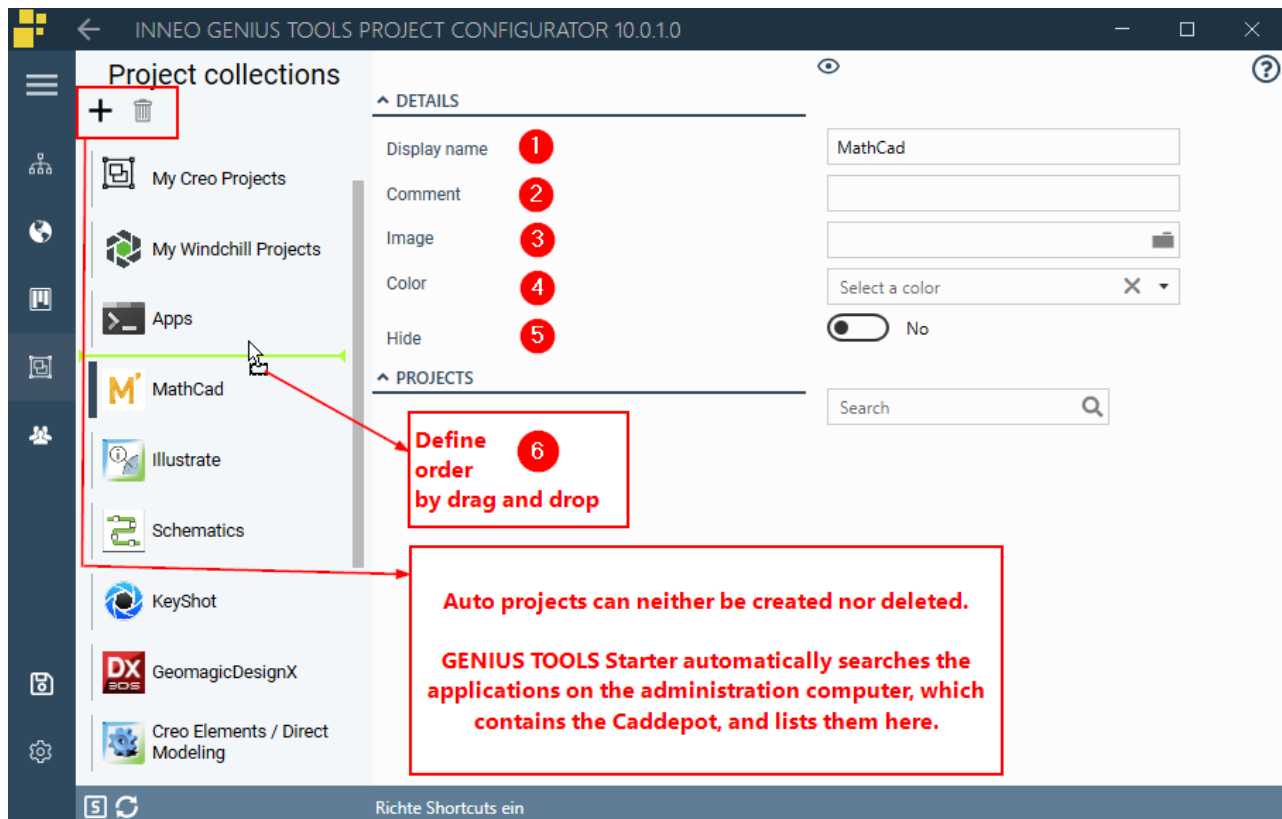 INNEO GENIUS TOOLS PROJECT CONFIGURATOR 10.0.1.0
Project collections
My Creo Projects
My Windchill Projects
Apps
MathCad
Illustrate
Schematics
KeyShot
DX
3DS
GeomagicDesignX
Creo Elements / Direct
Modeling
DETAILS
Display name 1 MathCad
Comment 2
Image 3
Color 4 Select a color
Hide 5 No
PROJECTS
Search
Define 6
order
by drag and drop
Auto projects can neither be created nor deleted.
GENIUS TOOLS Starter automatically searches the
applications on the administration computer, which
contains the Caddepot, and lists them here.
S
Richte Shortcuts ein